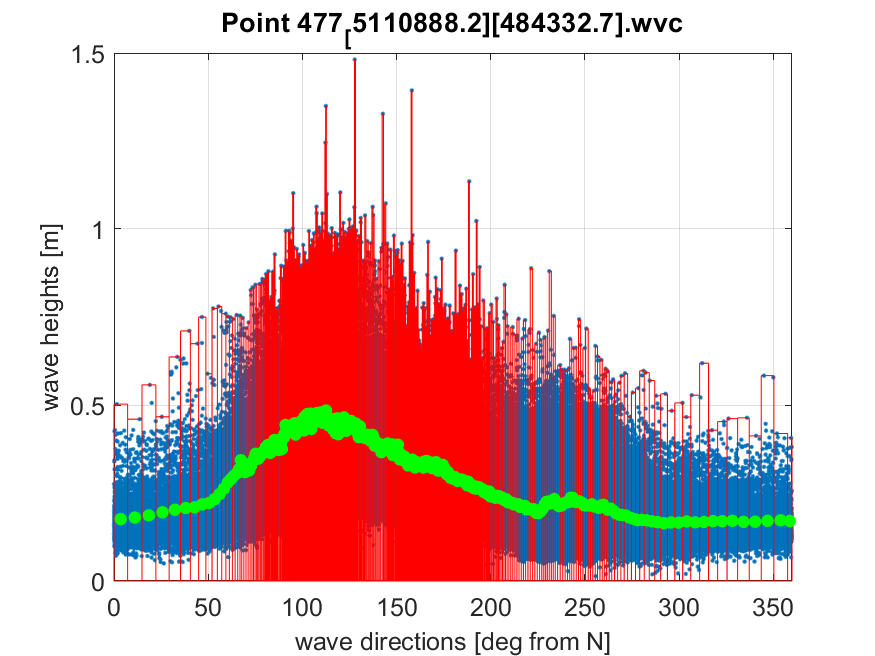 Point 477[5110888.2][484332.7].wvc
1.5
1
0.5
0
wave heights [m]
0 50 100 150 200 250 300 350
wave directions [deg from N]